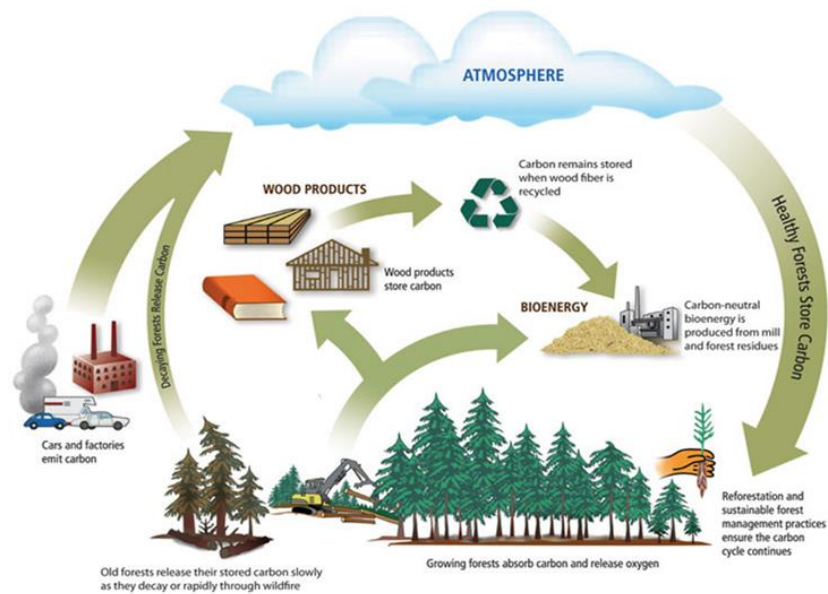 ATMOSPHERE
Carbon remains stored
when wood fiber is
recycled
WOOD PRODUCTS
Wood products
store carbon
BIOENERGY
Carbon-neutral
bioenergy is
produced from mill
and forest residues
Healthy Forests Store Carbon
Decaying Forests Release Carbon
Cars and factories
emit carbon
Reforestation and
sustainable forest
management practices
ensure the carbon
cycle continues
Growing forests absorb carbon and release oxygen
Old forests release their stored carbon slowly
as they decay or rapidly through wildfire